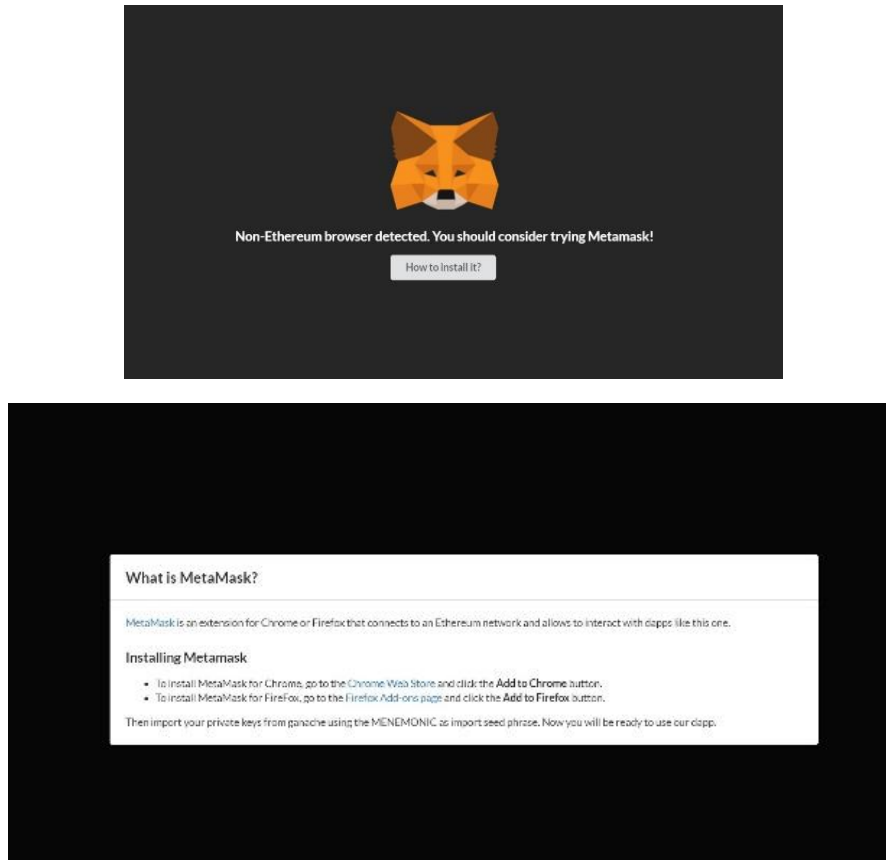 Non-Ethereum browser detected. You should consider trying Metamask!
How to install it?
What is MetaMask?
MetaMask is an extension for Chrome or Firefox that connects to an Ethereum network and allows to interact with dapps like this one.
Installing Metamask
• To install MetaMask for Chrome, go to the Chrome Web Store and click the Add to Chrome button.
• To install MetaMask for FireFox, go to the Firefox Add-ons page and click the Add to Firefox button.
Then import your private keys from ganache using the MENEMONIC as import seed phrase. Now you will be ready to use our dapp.